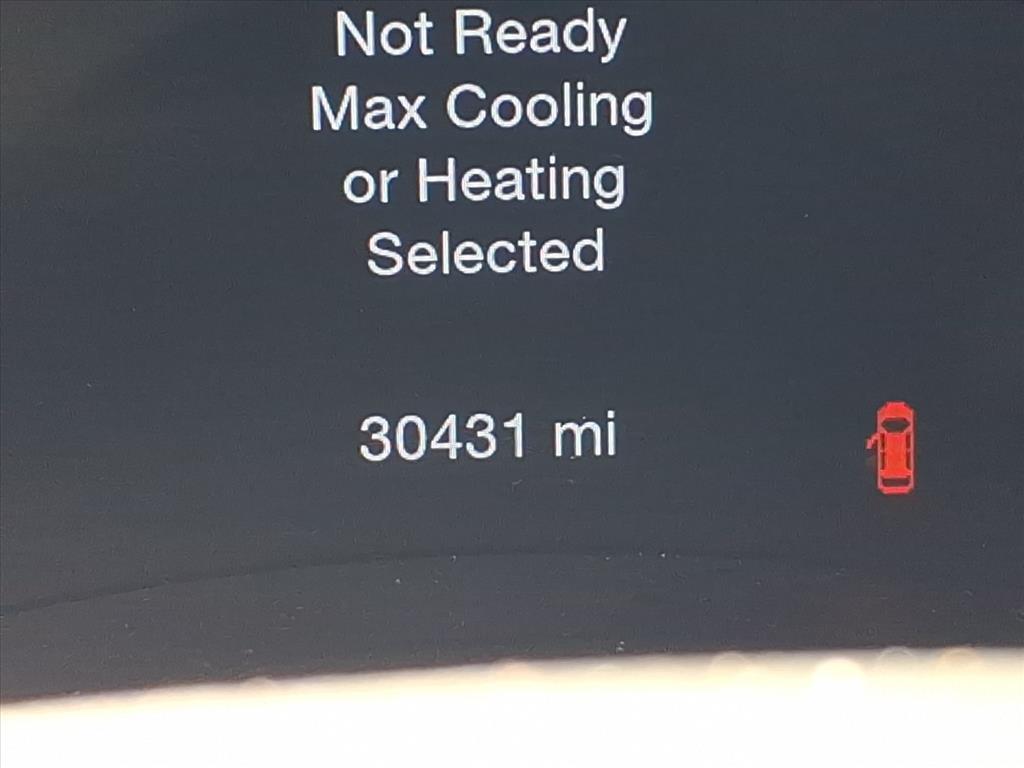 Not Ready
Max Cooling
or Heating
Selected
30431 mi